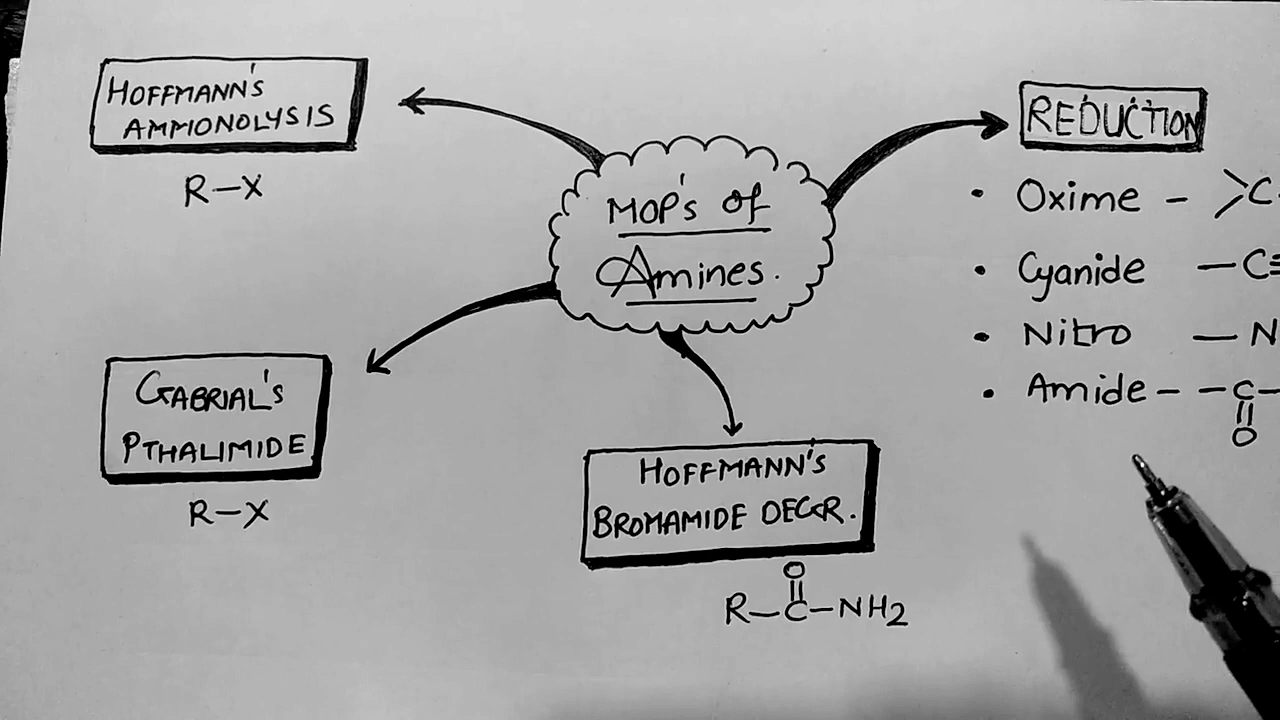 MOP's of
Amines.
HOFFMANN'S
AMMONOLYSIS
R-X
GABRIAL'S
PTHALIMIDE
R-X
HOFFMANN'S
BROMAMIDE DEGR.
O
||
R-C-NH2
REDUCTION
• Oxime - >C
• Cyanide -C≡
• Nitro -N
• Amide - -C-
||
O